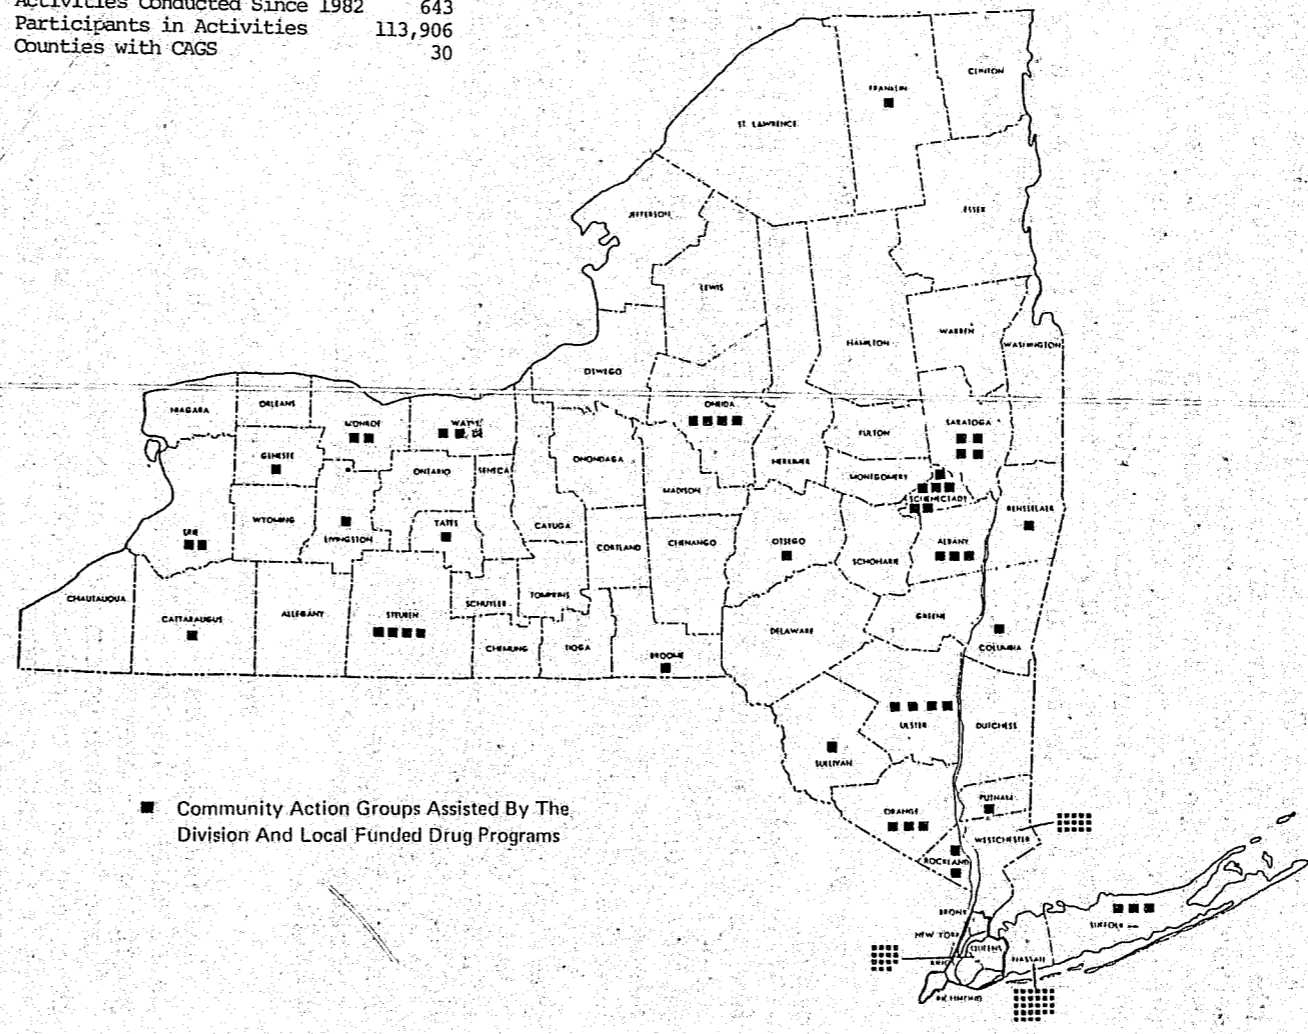 Activities Conducted Since 1982 643
Participants in Activities 113,906
Counties with CAGS 30
CLINTON
FRANKLIN
ST. LAWRENCE
ESSEX
JEFFERSON
LEWIS
WARREN
HAMILTON
WASHINGTON
OSWEGO
ONEIDA
ORLEANS
NIAGARA
MONROE
WAYNE
SARATOGA
FULTON
GENESEE
ONTARIO
SENECA
ONONDAGA
HERKIMER
MONTGOMERY
MADISON
SCHENECTADY
RENSSELAER
WYOMING
YATES
CAYUGA
ERIE
LIVINGSTON
CORTLAND
CHENANGO
OTSEGO
ALBANY
SCHOHARIE
CHAUTAUQUA
CATTARAUGUS
ALLEGANY
STEUBEN
SCHUYLER
TOMPKINS
GREENE
DELAWARE
CHEMUNG
TIOGA
BROOME
COLUMBIA
ULSTER
DUTCHESS
SULLIVAN
PUTNAM
ORANGE
WESTCHESTER
ROCKLAND
Community Action Groups Assisted By The
Division And Local Funded Drug Programs
BRONX
SUFFOLK
NEW YORK
QUEENS
NASSAU
KINGS
RICHMOND